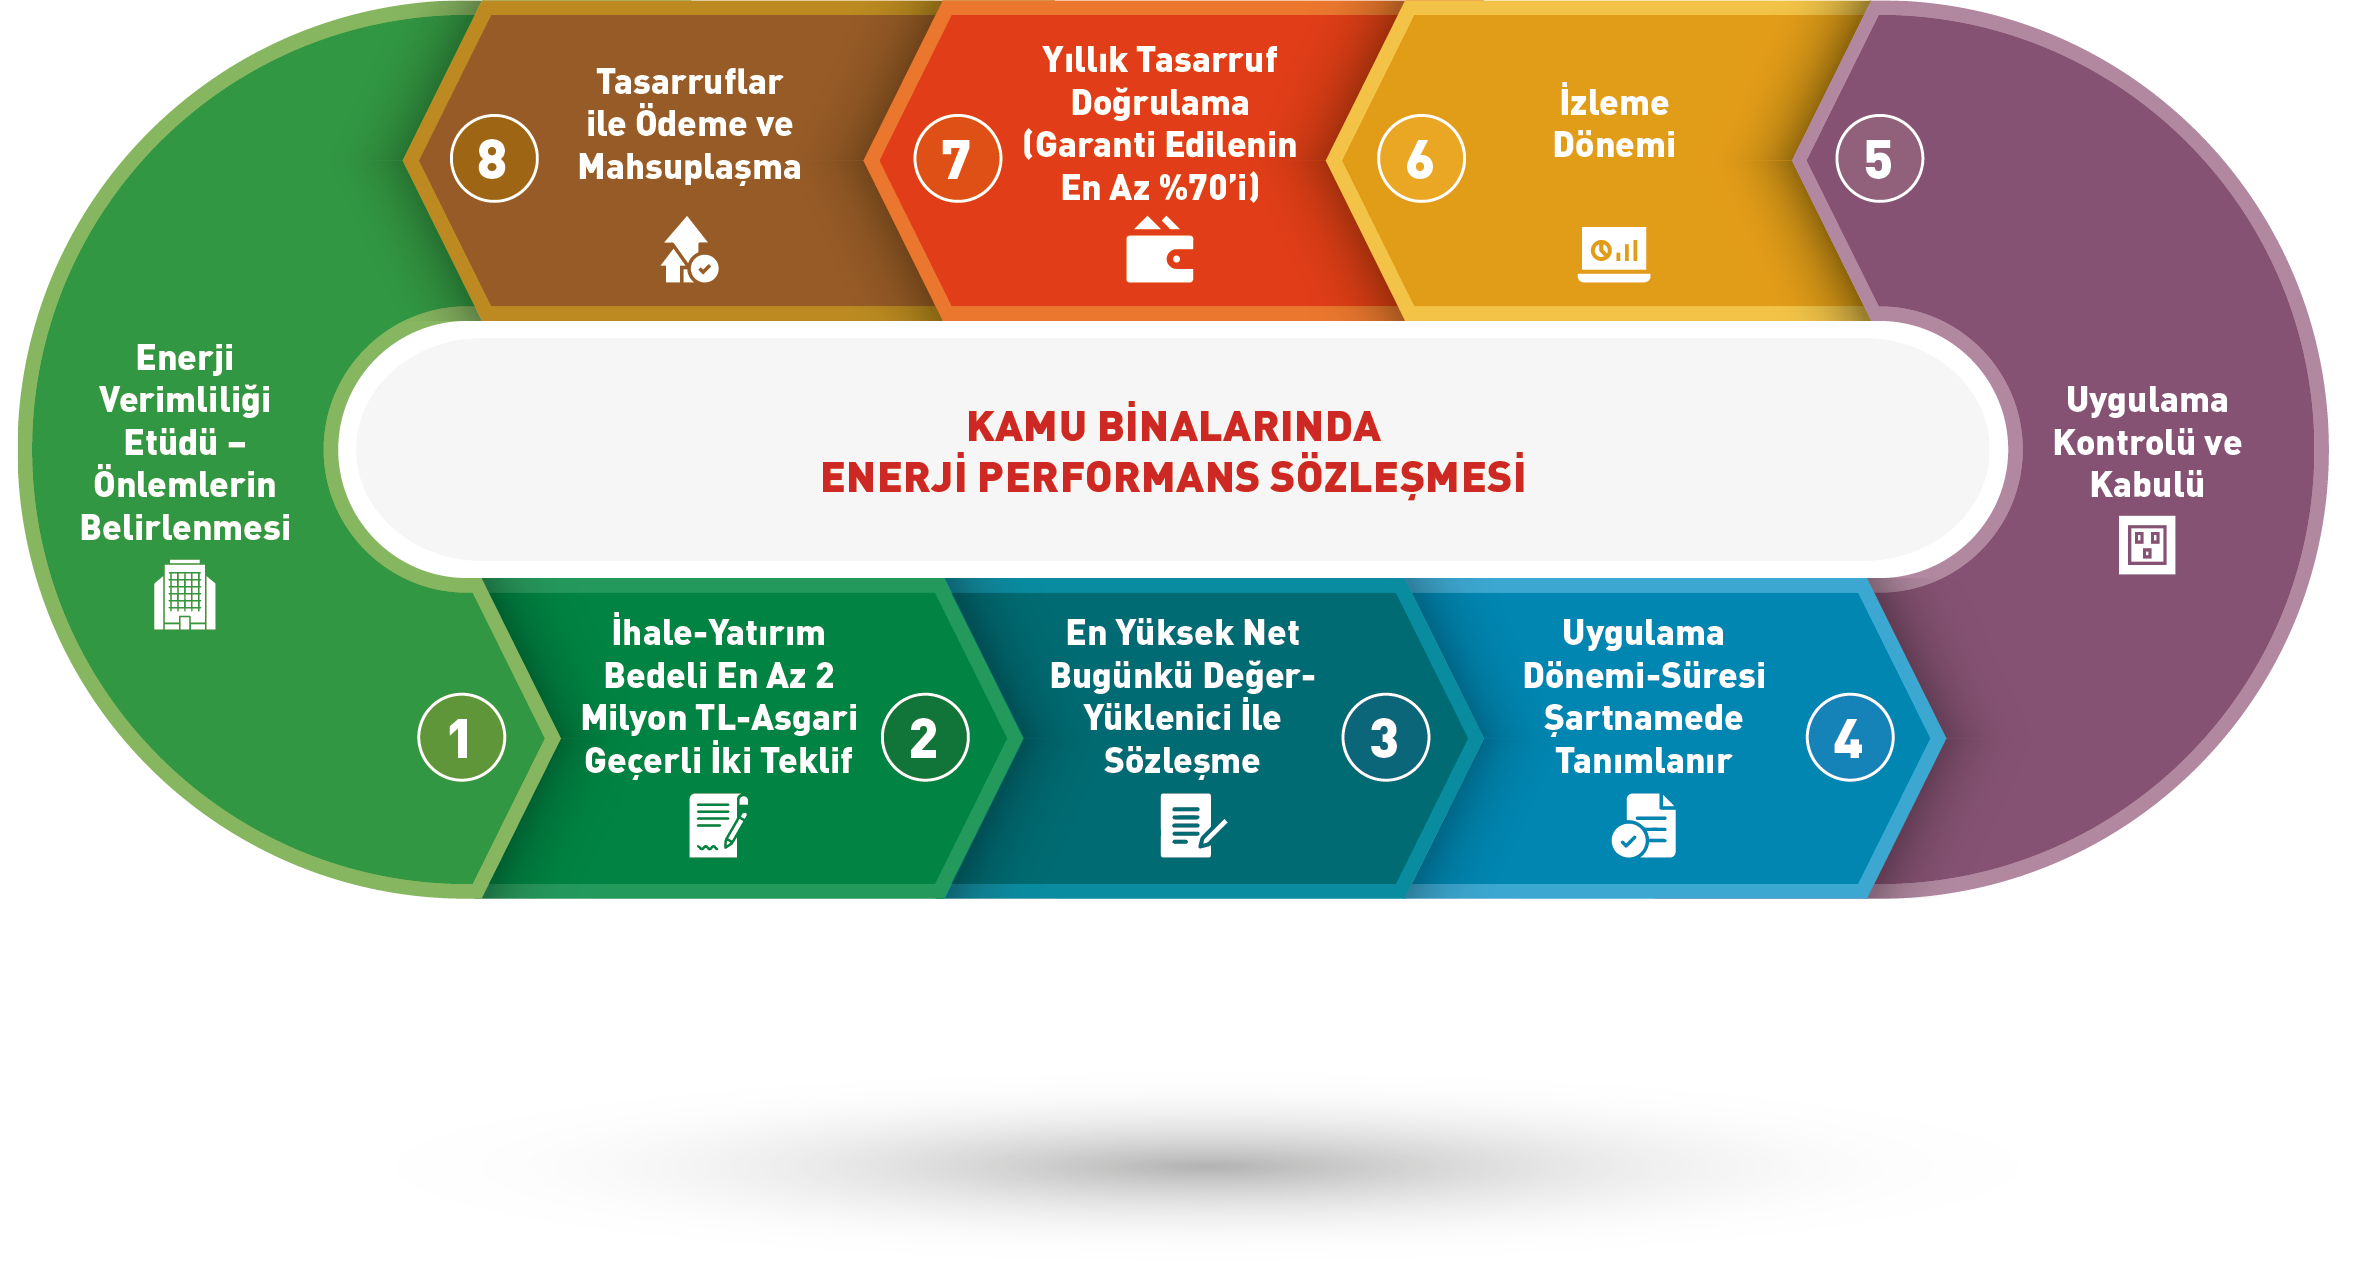 KAMU BİNALARINDA
ENERJİ PERFORMANS SÖZLEŞMESİ
Enerji
Verimliliği
Etüdü –
Önlemlerin
Belirlenmesi
1
İhale-Yatırım
Bedeli En Az 2
Milyon TL-Asgari
Geçerli İki Teklif
2
En Yüksek Net
Bugünkü Değer-
Yüklenici İle
Sözleşme
3
Uygulama
Dönemi-Süresi
Şartnamede
Tanımlanır
4
Uygulama
Kontrolü ve
Kabulü
5
İzleme
Dönemi
6
Yıllık Tasarruf
Doğrulama
(Garanti Edilenin
En Az %70’i)
7
Tasarruflar
ile Ödeme ve
Mahsuplaşma
8